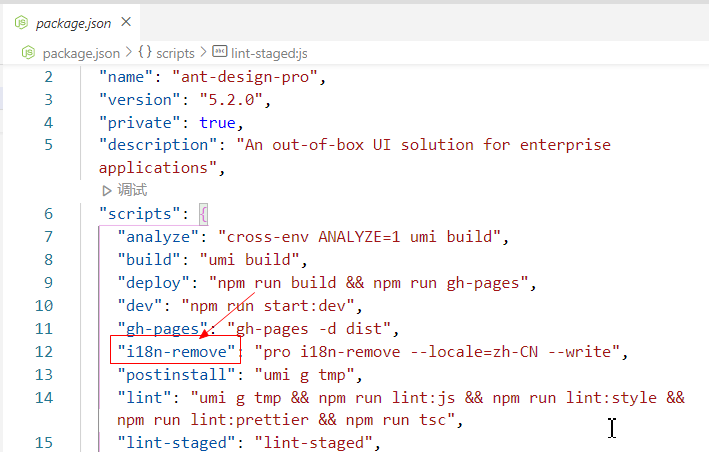 package.json ×
package.json > {} scripts > abc lint-staged:js
2 "name": "ant-design-pro",
3 "version": "5.2.0",
4 "private": true,
5 "description": "An out-of-box UI solution for enterprise
applications",
调试
6 "scripts": {
7 "analyze": "cross-env ANALYZE=1 umi build",
8 "build": "umi build",
9 "deploy": "npm run build && npm run gh-pages",
10 "dev": "npm run start:dev",
11 "gh-pages": "gh-pages -d dist",
12 "i18n-remove": "pro i18n-remove --locale=zh-CN --write",
13 "postinstall": "umi g tmp",
14 "lint": "umi g tmp && npm run lint:js && npm run lint:style &&
npm run lint:prettier && npm run tsc",
15 "lint-staged": "lint-staged",